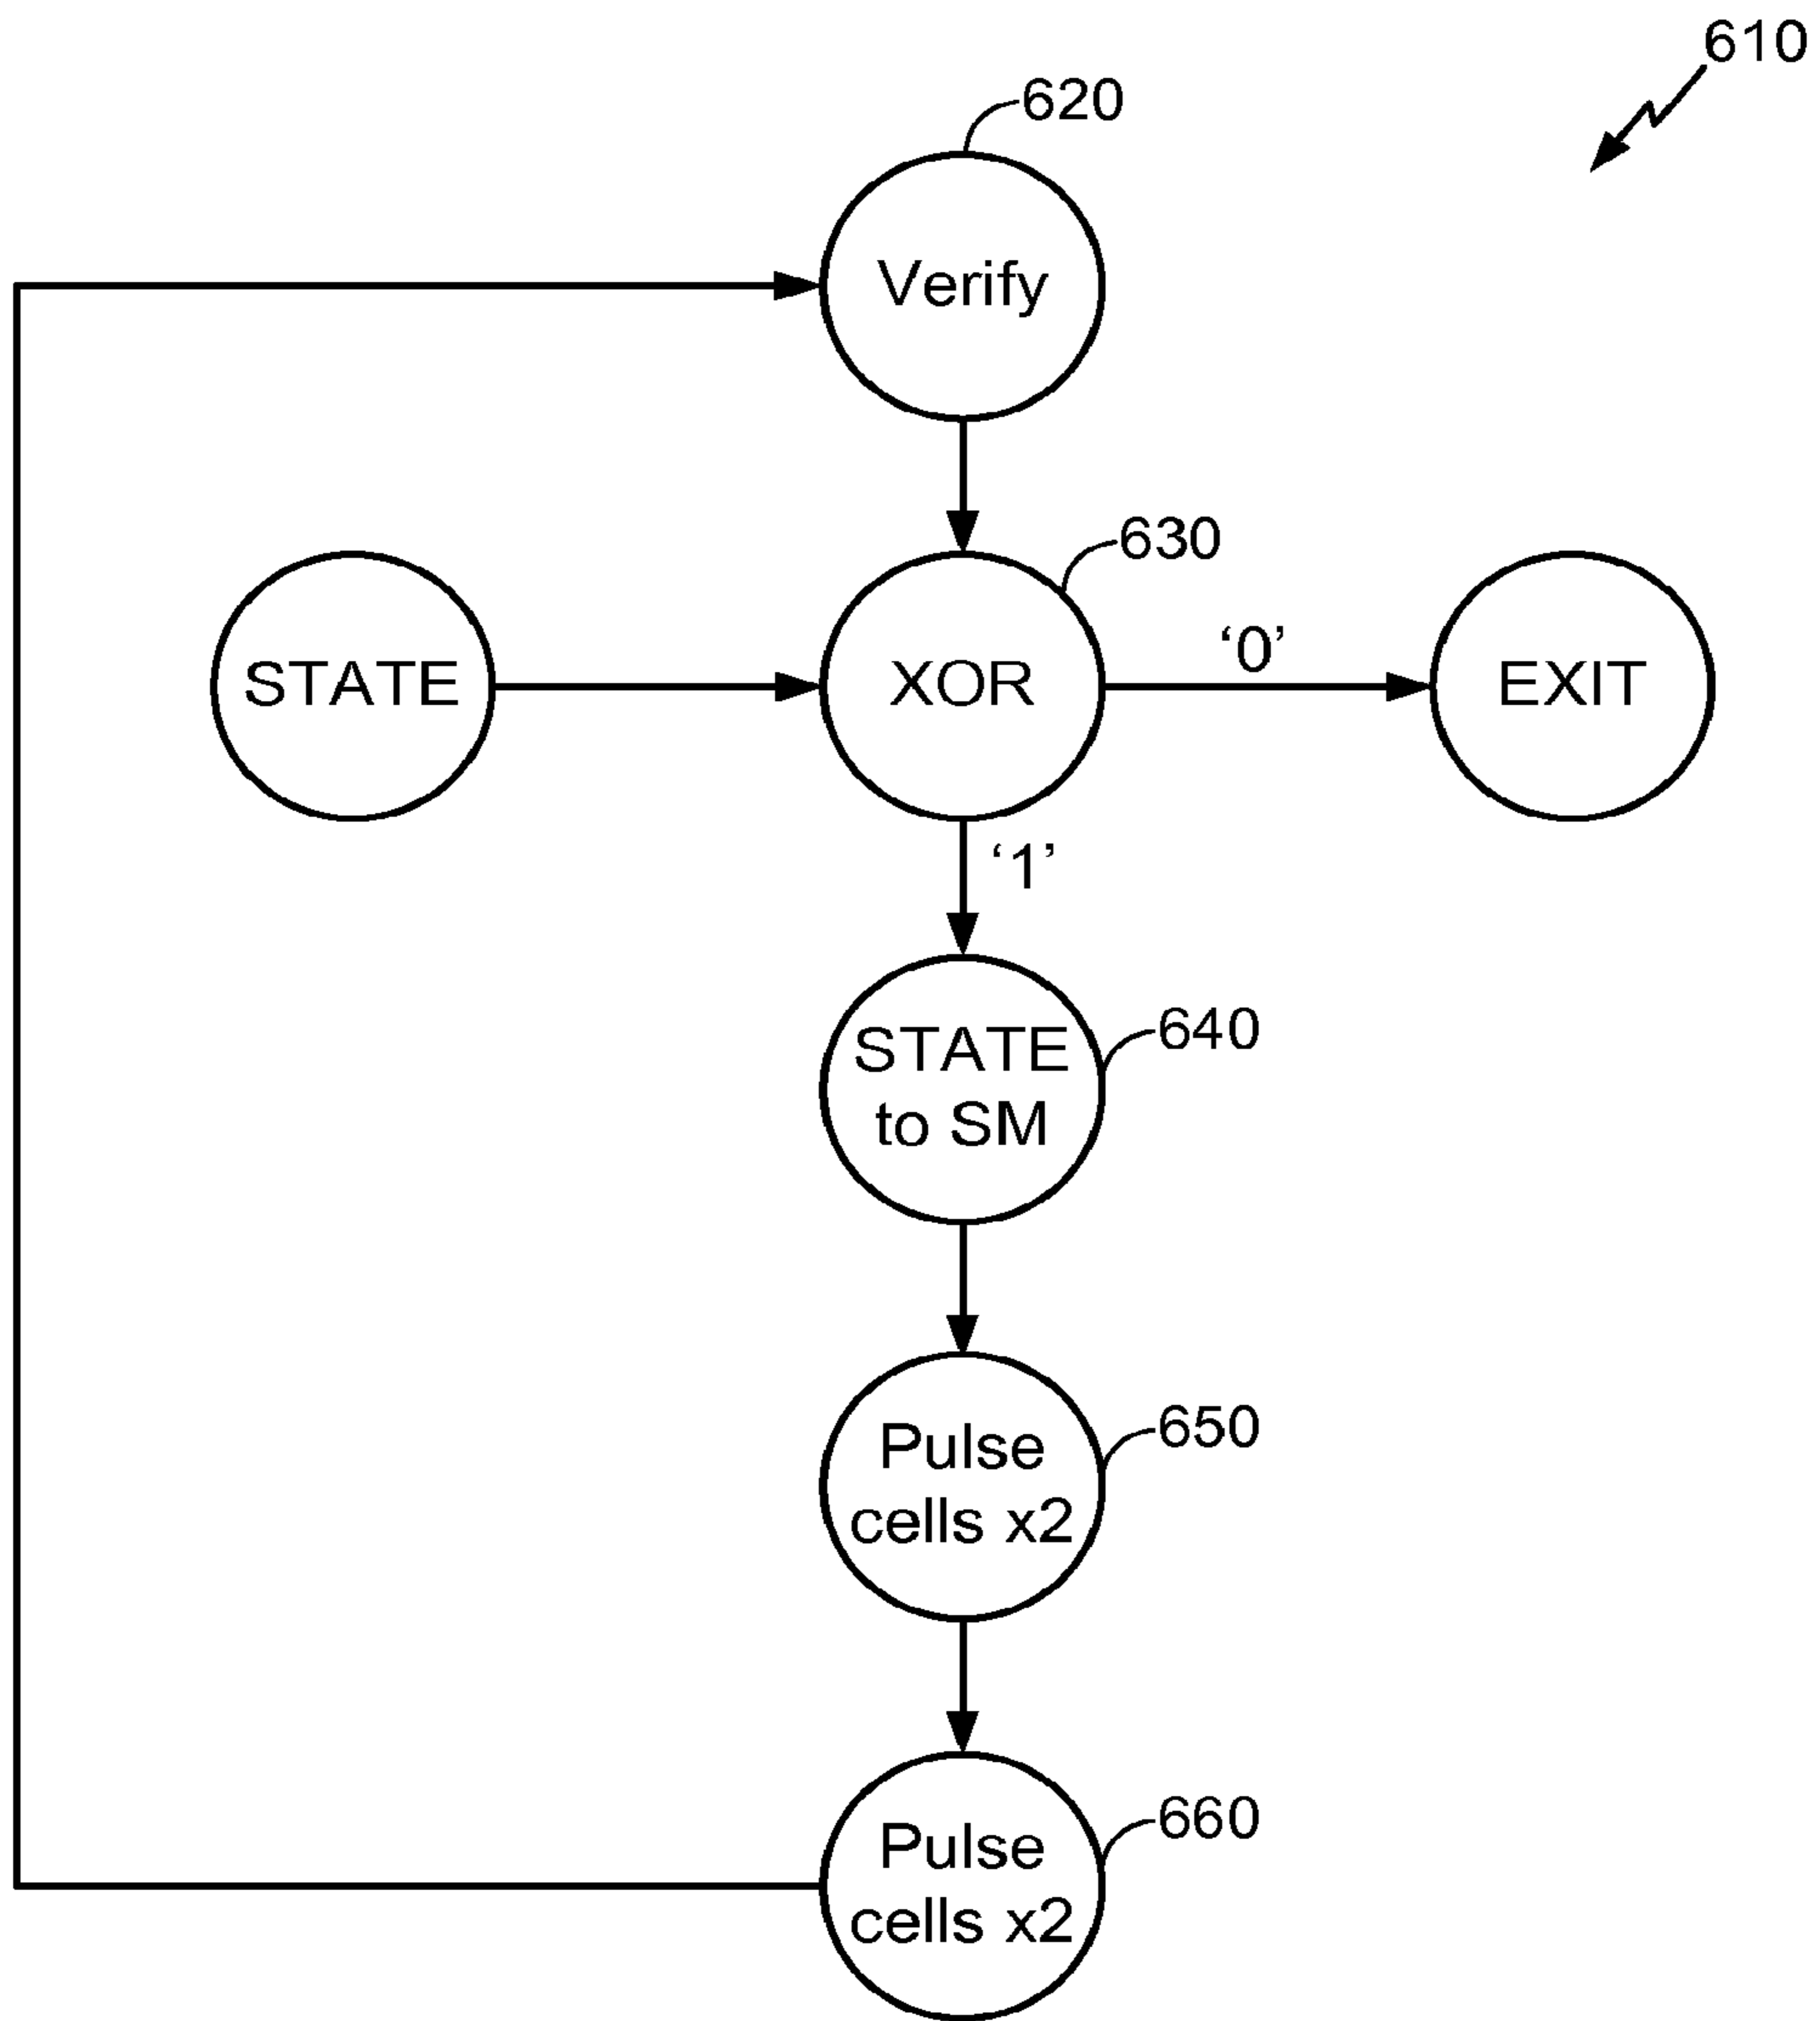 610
620
Verify
630
STATE
XOR
‘0’
EXIT
‘1’
STATE
to SM
640
Pulse
cells x2
650
Pulse
cells x2
660